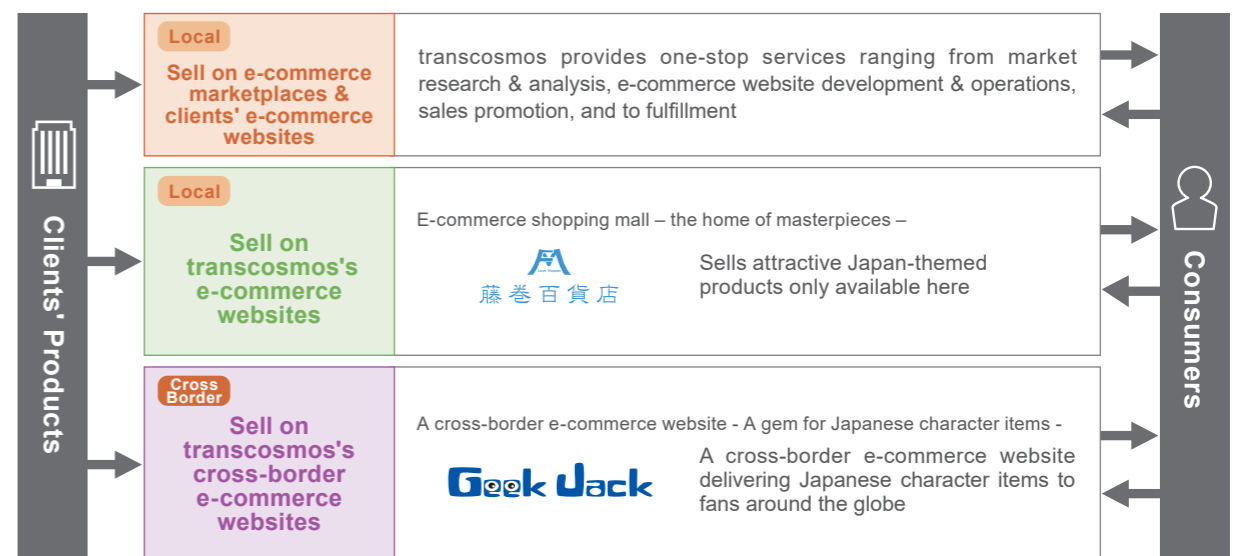 Clients' Products
Local
Sell on e-commerce
marketplaces &
clients' e-commerce
websites
transcosmos provides one-stop services ranging from market
research & analysis, e-commerce website development & operations,
sales promotion, and to fulfillment
Local
Sell on
transcosmos's
e-commerce
websites
E-commerce shopping mall – the home of masterpieces –
藤巻百貨店
Sells attractive Japan-themed
products only available here
Cross
Border
Sell on
transcosmos's
cross-border
e-commerce
websites
A cross-border e-commerce website - A gem for Japanese character items -
Geek Jack
A cross-border e-commerce website
delivering Japanese character items to
fans around the globe
Consumers